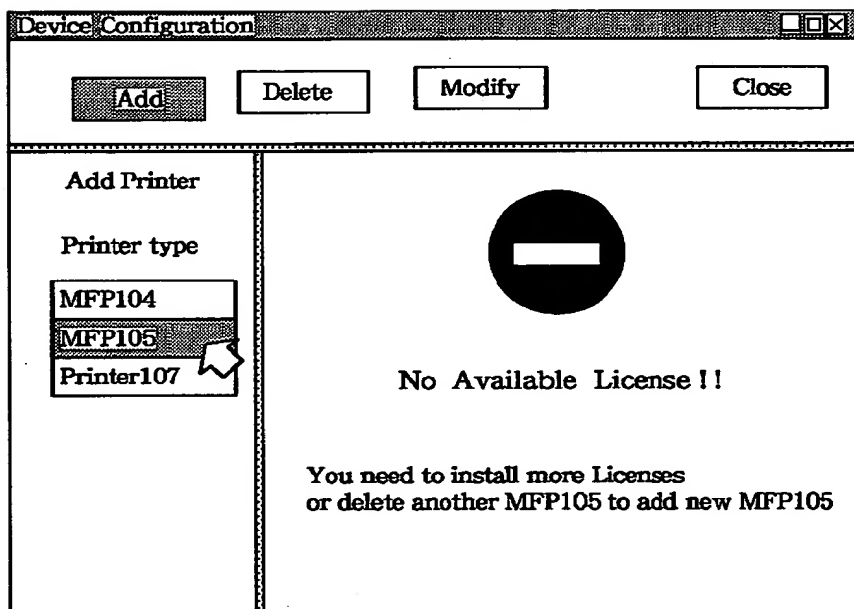 Device Configuration
Add Delete Modify Close
Add Printer
Printer type
MFP104
MFP105
Printer107
No Available License !!
You need to install more Licenses
or delete another MFP105 to add new MFP105